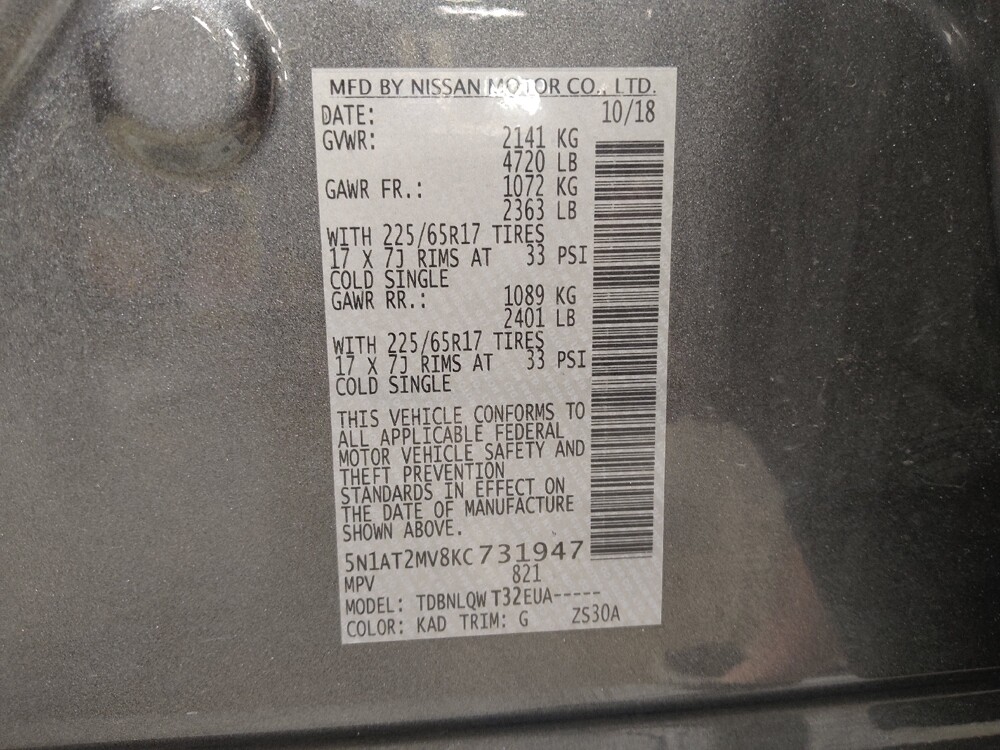 MFD BY NISSAN MOTOR CO., LTD.
DATE: 10/18
GVWR: 2141 KG
4720 LB
GAWR FR.: 1072 KG
2363 LB
WITH 225/65R17 TIRES
17 X 7J RIMS AT 33 PSI
COLD SINGLE
GAWR RR.: 1089 KG
2401 LB
WITH 225/65R17 TIRES
17 X 7J RIMS AT 33 PSI
COLD SINGLE
THIS VEHICLE CONFORMS TO
ALL APPLICABLE FEDERAL
MOTOR VEHICLE SAFETY AND
THEFT PREVENTION
STANDARDS IN EFFECT ON
THE DATE OF MANUFACTURE
SHOWN ABOVE.
5N1AT2MV8KC731947
MPV 821
MODEL: TDBNLQW T32EUA-----
COLOR: KAD TRIM: G ZS30A